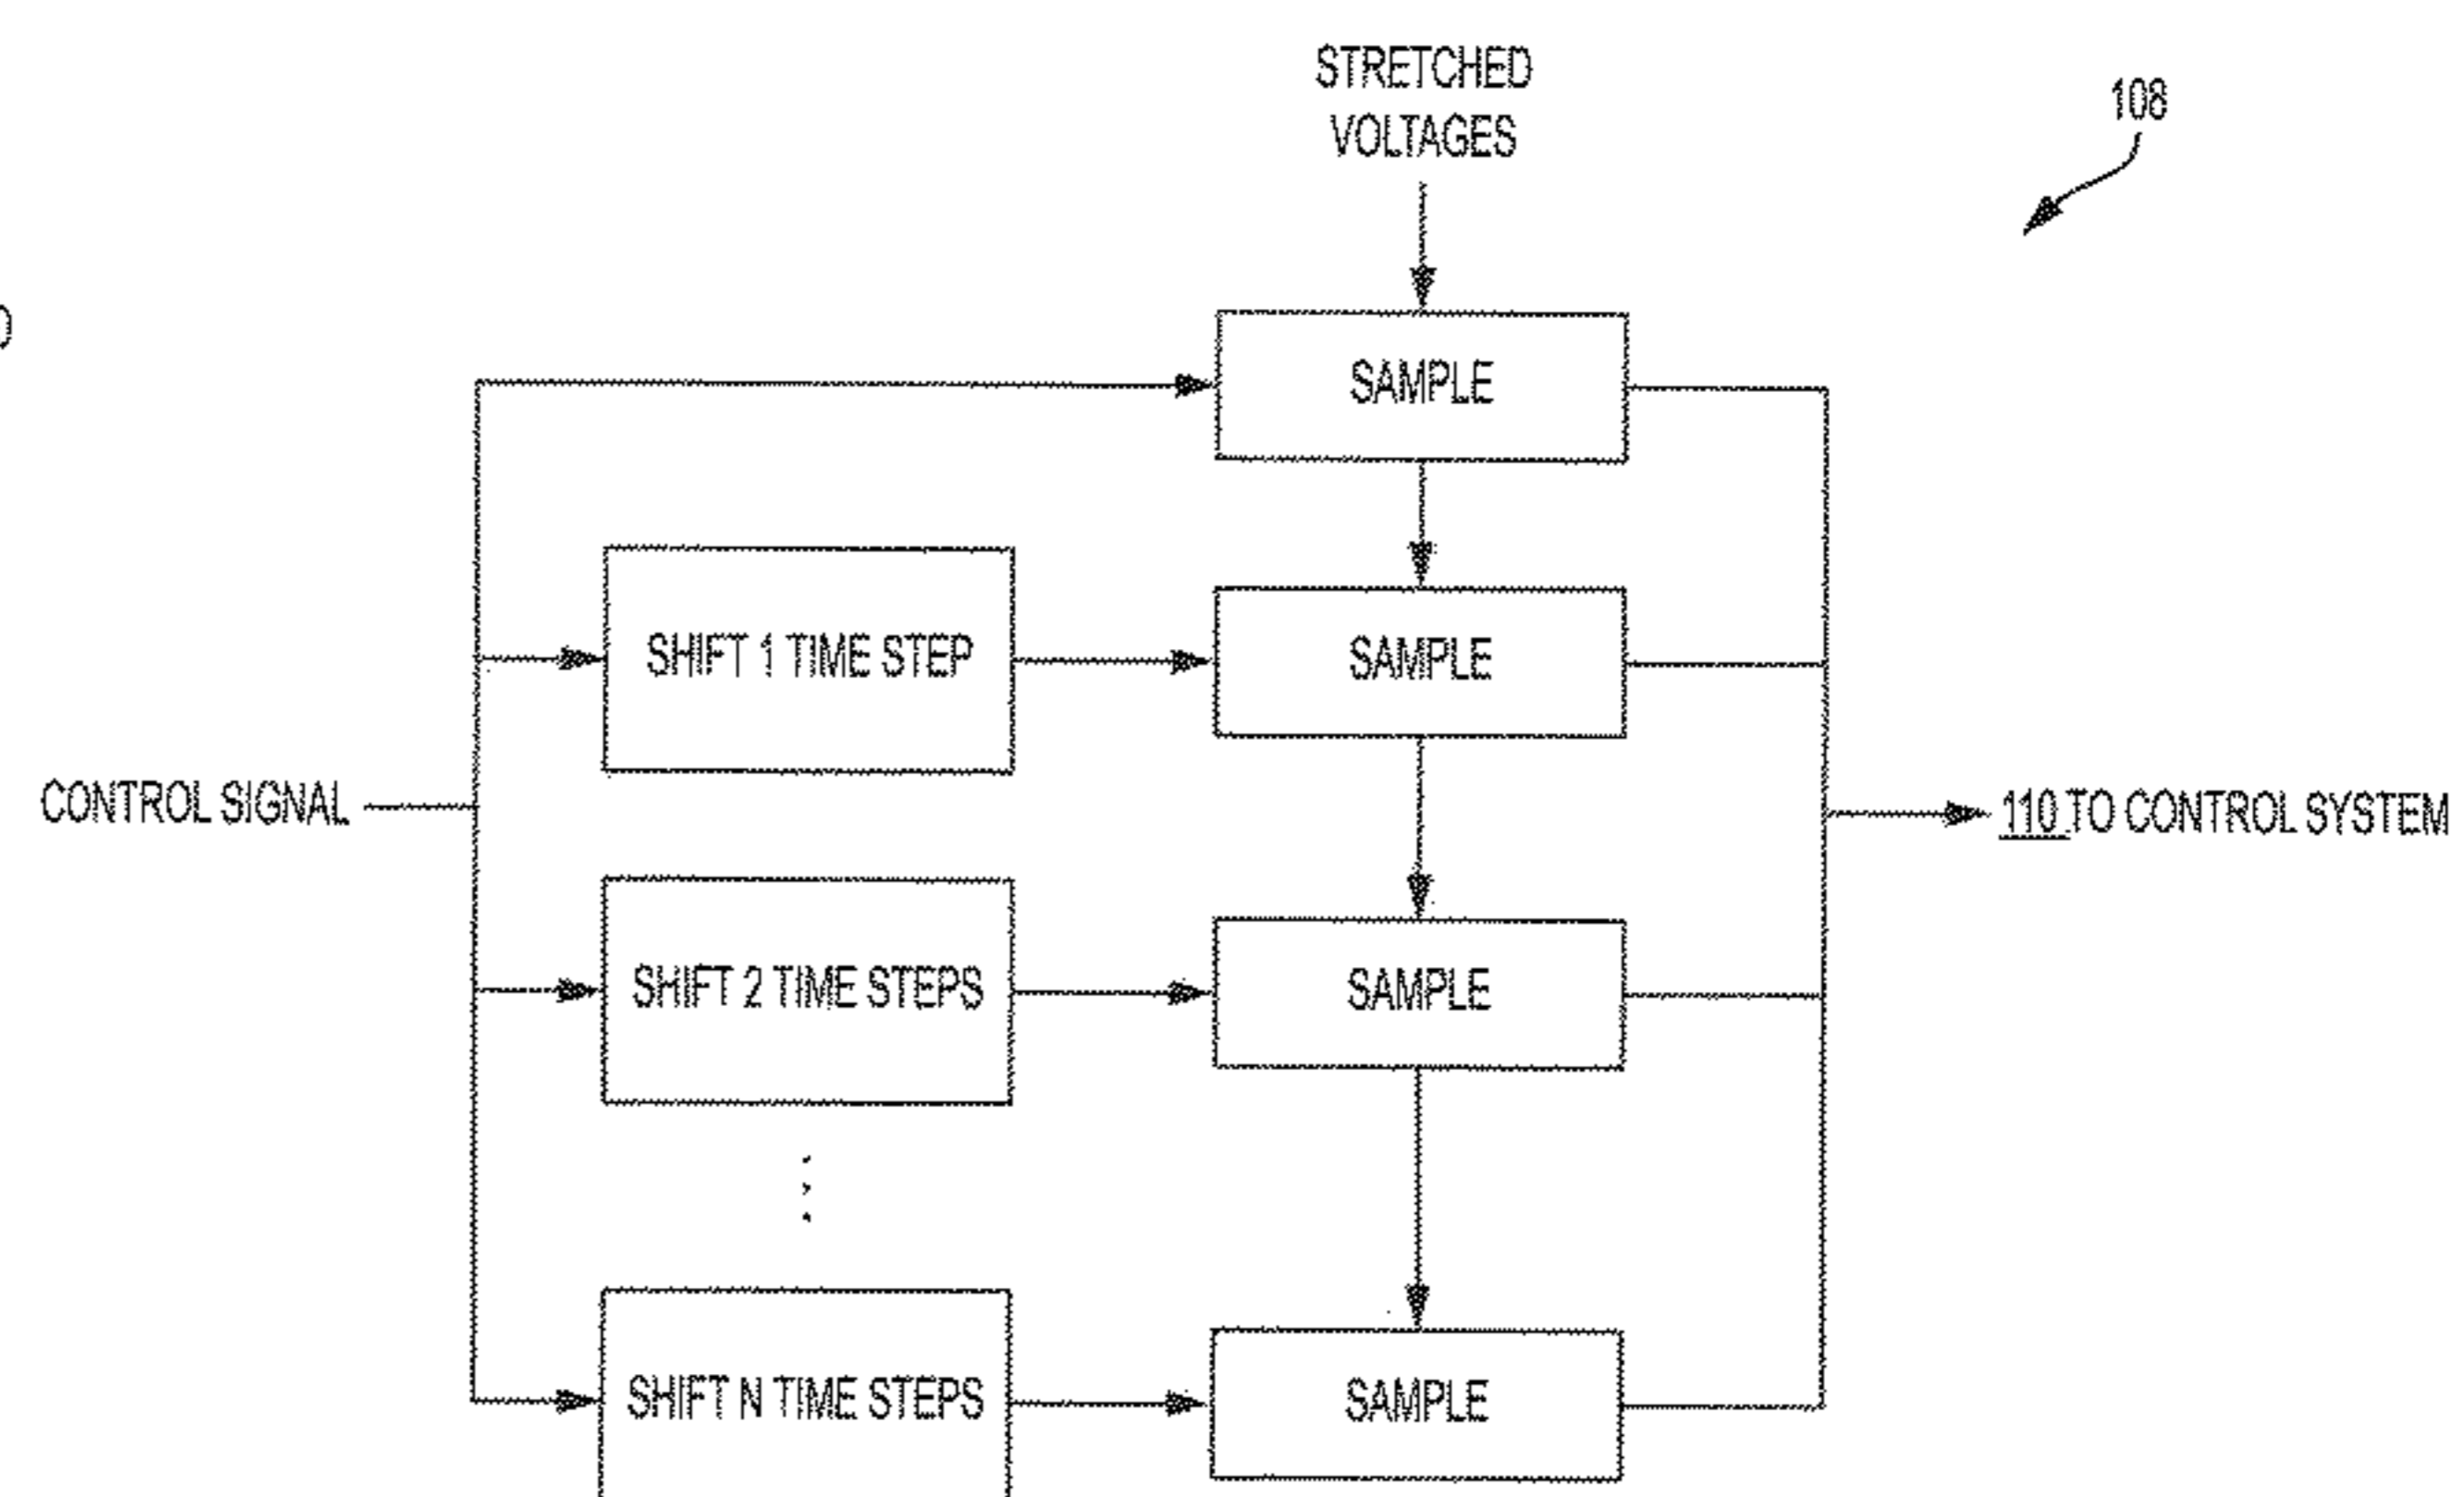 STRETCHED
VOLTAGES
108
SAMPLE
SHIFT 1 TIME STEP
SAMPLE
CONTROL SIGNAL
110 TO CONTROL SYSTEM
SHIFT 2 TIME STEPS
SAMPLE
SHIFT N TIME STEPS
SAMPLE